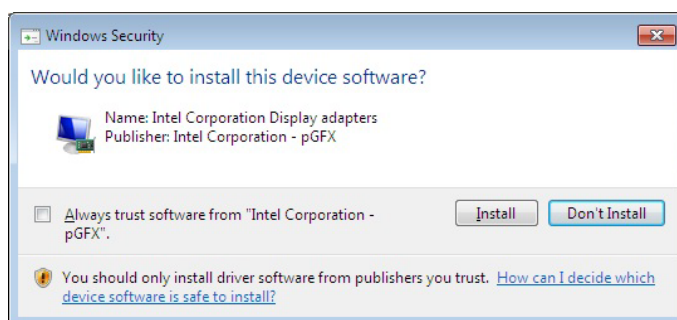 Windows Security
Would you like to install this device software?
Name: Intel Corporation Display adapters
Publisher: Intel Corporation - pGFX
Always trust software from "Intel Corporation -
pGFX".
Install
Don't Install
You should only install driver software from publishers you trust. How can I decide which
device software is safe to install?